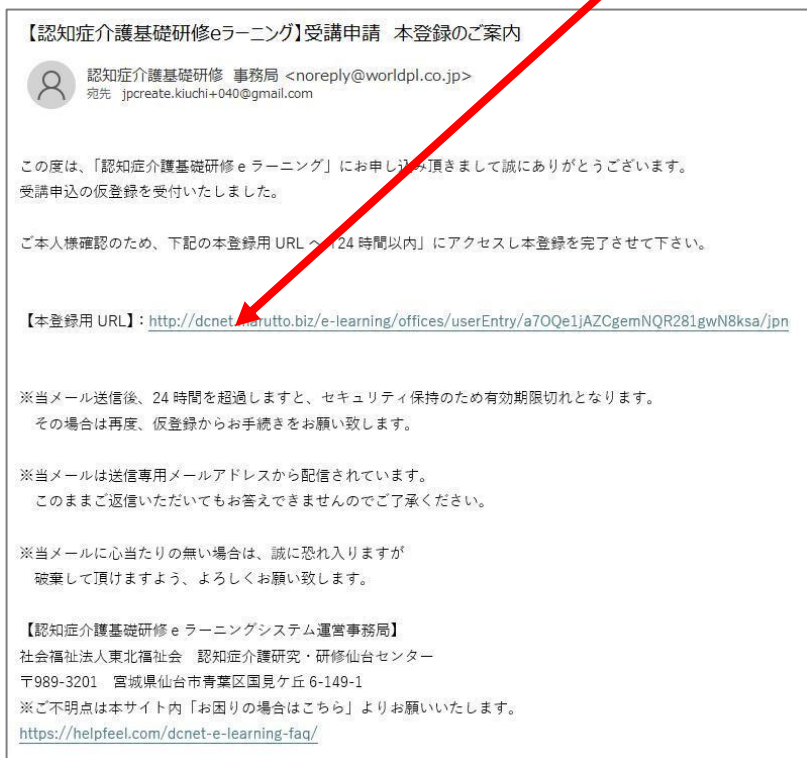 【認知症介護基礎研修eラーニング】受講申請 本登録のご案内
認知症介護基礎研修 事務局 <noreply@worldpl.co.jp>
宛先 jpcreate.kiuchi+040@gmail.com
この度は、「認知症介護基礎研修 e ラーニング」にお申し込み頂きまして誠にありがとうございます。
受講申込の仮登録を受付いたしました。
ご本人様確認のため、下記の本登録用 URL へ 24 時間以内」にアクセスし本登録を完了させて下さい。
【本登録用 URL】：http://dcnet. arutto.biz/e-learning/offices/userEntry/a7OQe1jAZCgemNQR281gwN8ksa/jpn
※当メール送信後、24 時間を超過しますと、セキュリティ保持のため有効期限切れとなります。
その場合は再度、仮登録からお手続きをお願い致します。
※当メールは送信専用メールアドレスから配信されています。
このままご返信いただいてもお答えできませんのでご了承ください。
※当メールに心当たりの無い場合は、誠に恐れ入りますが
破棄して頂けますよう、よろしくお願い致します。
【認知症介護基礎研修 e ラーニングシステム運営事務局】
社会福祉法人東北福祉会 認知症介護研究・研修仙台センター
〒989-3201 宮城県仙台市青葉区国見ケ丘 6-149-1
※ご不明点は本サイト内「お困りの場合はこちら」よりお願いいたします。
https://helpfeel.com/dcnet-e-learning-faq/